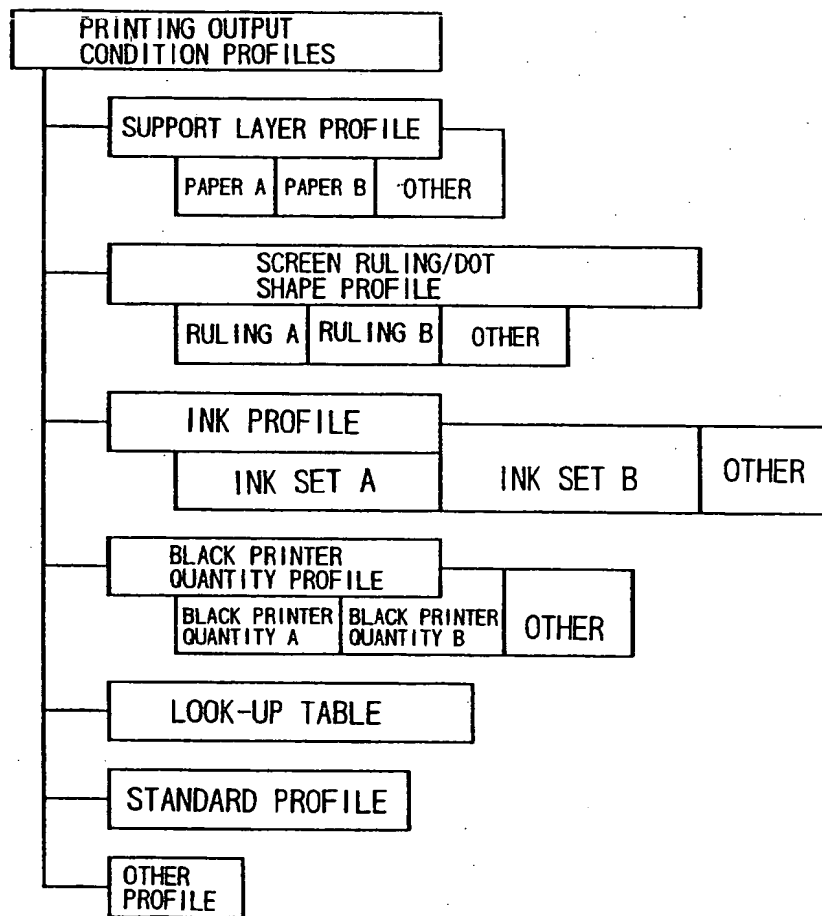 PRINTING OUTPUT
CONDITION PROFILES
SUPPORT LAYER PROFILE
PAPER A PAPER B OTHER
SCREEN RULING/DOT
SHAPE PROFILE
RULING A RULING B OTHER
INK PROFILE
INK SET A INK SET B OTHER
BLACK PRINTER
QUANTITY PROFILE
BLACK PRINTER
QUANTITY A
BLACK PRINTER
QUANTITY B
OTHER
LOOK-UP TABLE
STANDARD PROFILE
OTHER
PROFILE